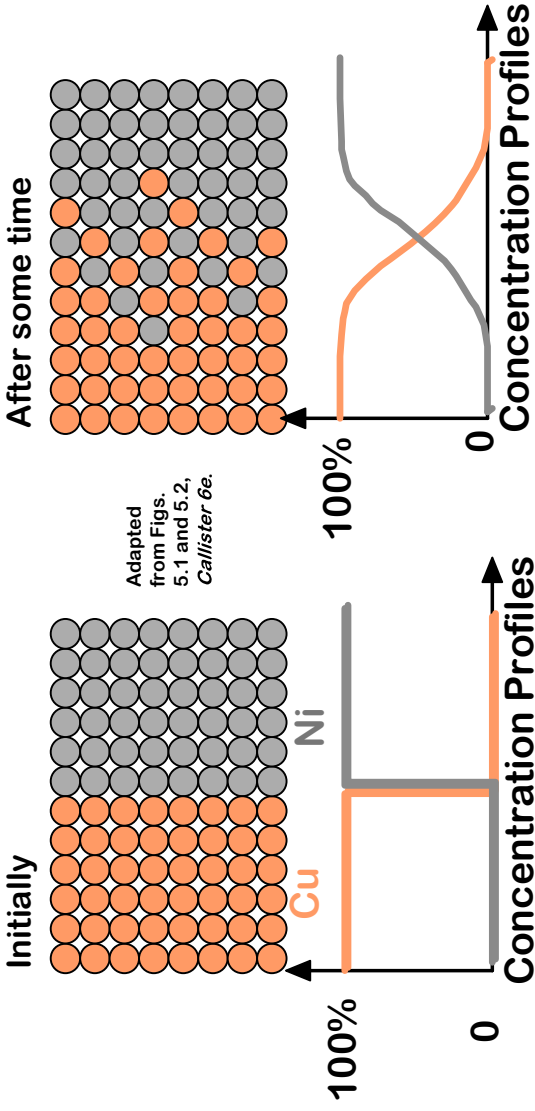 Initially
Cu
Ni
100%
0
Concentration Profiles
Adapted
from Figs.
5.1 and 5.2,
Callister 6e.
After some time
100%
0
Concentration Profiles